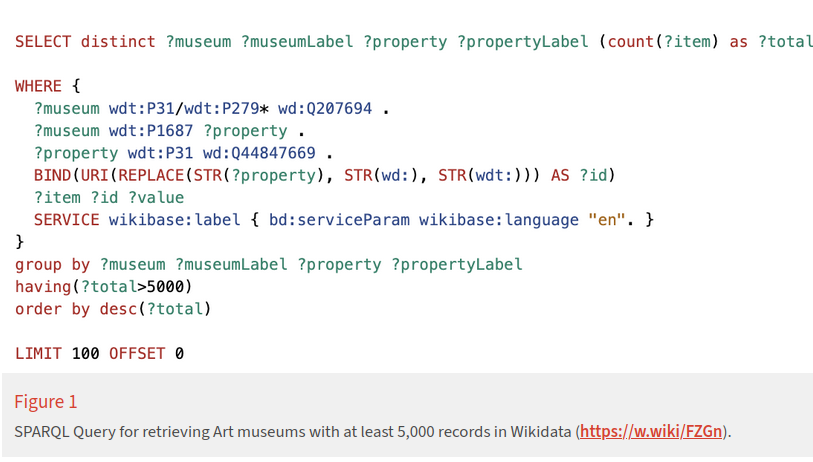 SELECT distinct ?museum ?museumLabel ?property ?propertyLabel (count(?item) as ?total
WHERE {
?museum wdt:P31/wdt:P279* wd:Q207694 .
?museum wdt:P1687 ?property .
?property wdt:P31 wd:Q44847669 .
BIND(URI(REPLACE(STR(?property), STR(wd:), STR(wdt:))) AS ?id)
?item ?id ?value
SERVICE wikibase:label { bd:serviceParam wikibase:language "en". }
}
group by ?museum ?museumLabel ?property ?propertyLabel
having(?total>5000)
order by desc(?total)
LIMIT 100 OFFSET 0
Figure 1
SPARQL Query for retrieving Art museums with at least 5,000 records in Wikidata (https://w.wiki/FZGn).